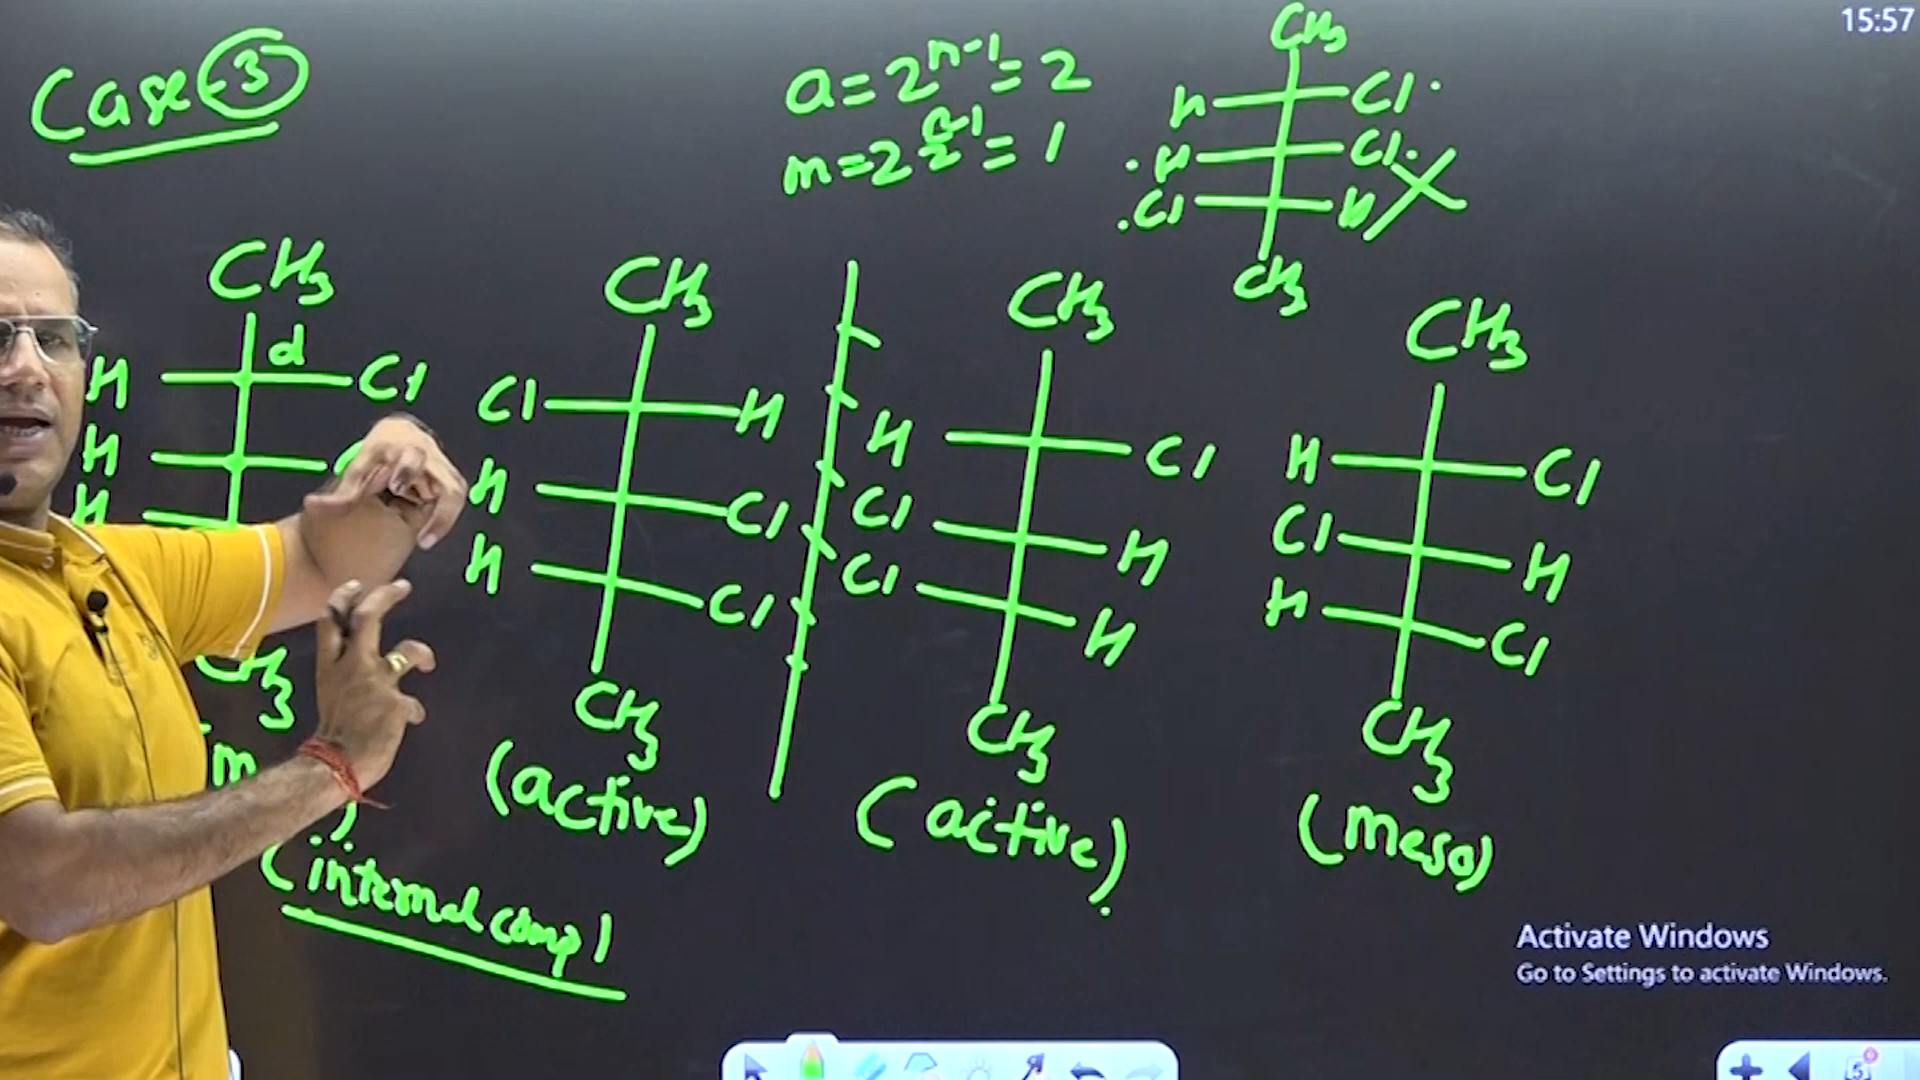 15:57
Case-3
a = 2^{n-1} = 2
m = 2^{\frac{n-1}{2}} = 1
CH3
H Cl
H Cl
Cl H
CH3
CH3
d
H Cl
H
H
CH3
(internal comp)
CH3
Cl H
H Cl
H Cl
CH3
(active)
CH3
H Cl
Cl H
Cl H
CH3
(active)
CH3
H Cl
Cl H
H Cl
CH3
(meso)
Activate Windows
Go to Settings to activate Windows.